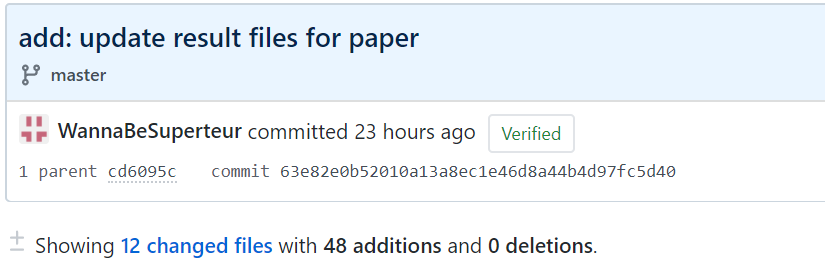 add: update result files for paper
master
WannaBeSuperteur committed 23 hours ago Verified
1 parent cd6095c commit 63e82e0b52010a13a8ec1e46d8a44b4d97fc5d40
Showing 12 changed files with 48 additions and 0 deletions.